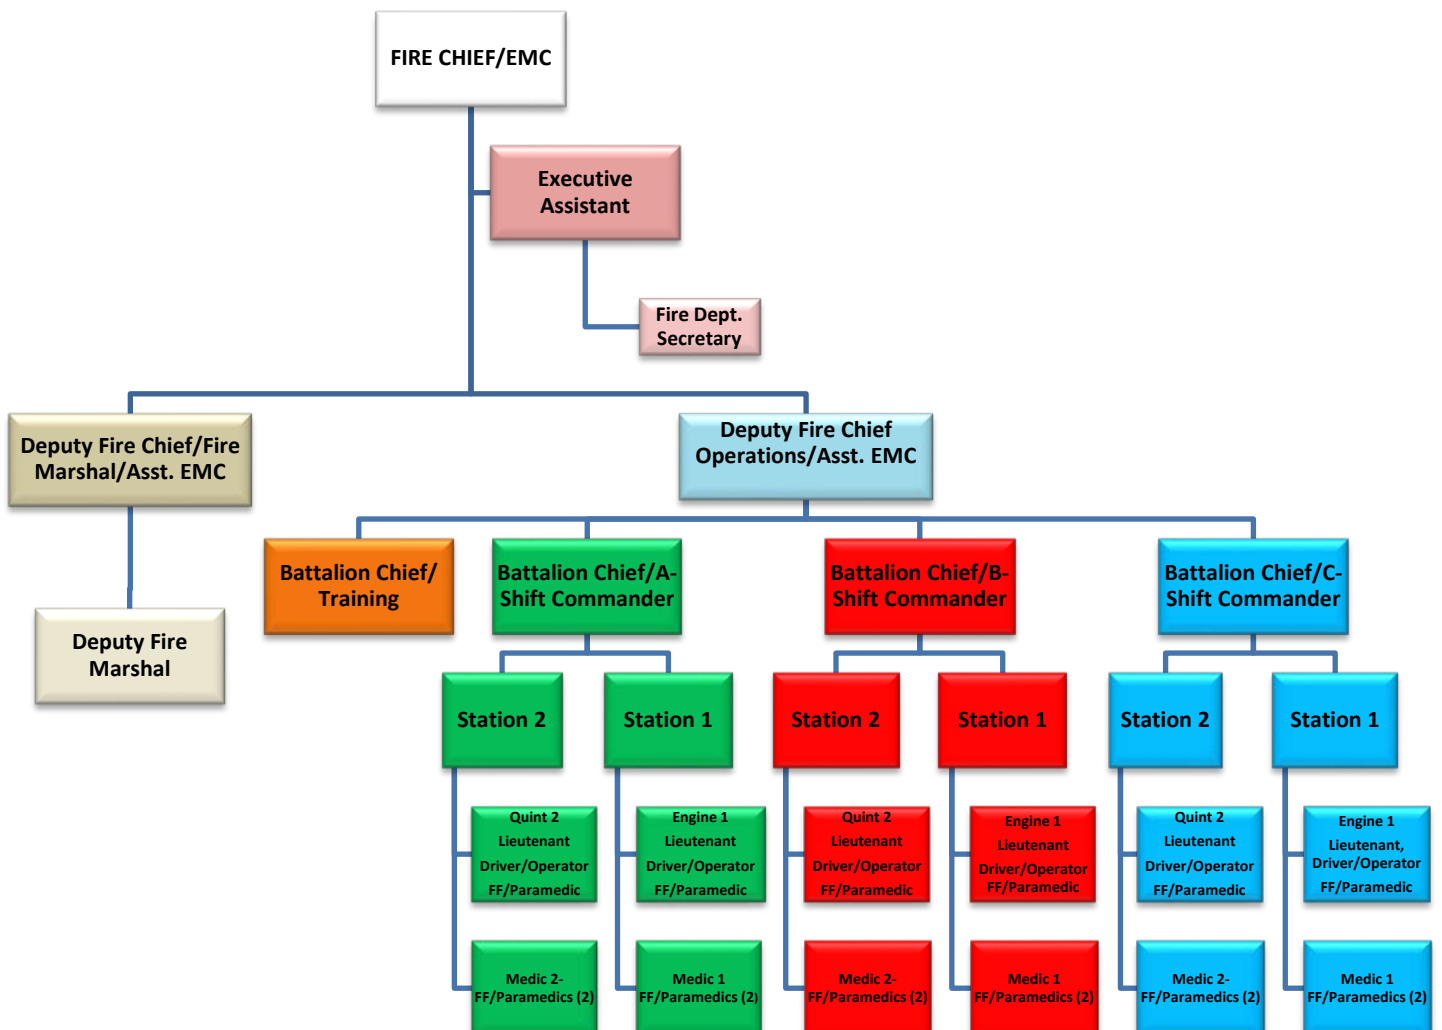 FIRE CHIEF/EMC
Executive
Assistant
Fire Dept.
Secretary
Deputy Fire Chief/Fire
Marshal/Asst. EMC
Deputy Fire Chief
Operations/Asst. EMC
Deputy Fire
Marshal
Battalion Chief/
Training
Battalion Chief/A-
Shift Commander
Battalion Chief/B-
Shift Commander
Battalion Chief/C-
Shift Commander
Station 2
Station 1
Station 2
Station 1
Station 2
Station 1
Quint 2
Lieutenant
Driver/Operator
FF/Paramedic
Engine 1
Lieutenant
Driver/Operator
FF/Paramedic
Quint 2
Lieutenant
Driver/Operator
FF/Paramedic
Engine 1
Lieutenant
Driver/Operator
FF/Paramedic
Quint 2
Lieutenant
Driver/Operator
FF/Paramedic
Engine 1
Lieutenant,
Driver/Operator
FF/Paramedic
Medic 2-
FF/Paramedics (2)
Medic 1
FF/Paramedics (2)
Medic 2-
FF/Paramedics (2)
Medic 1
FF/Paramedics (2)
Medic 2-
FF/Paramedics (2)
Medic 1
FF/Paramedics (2)